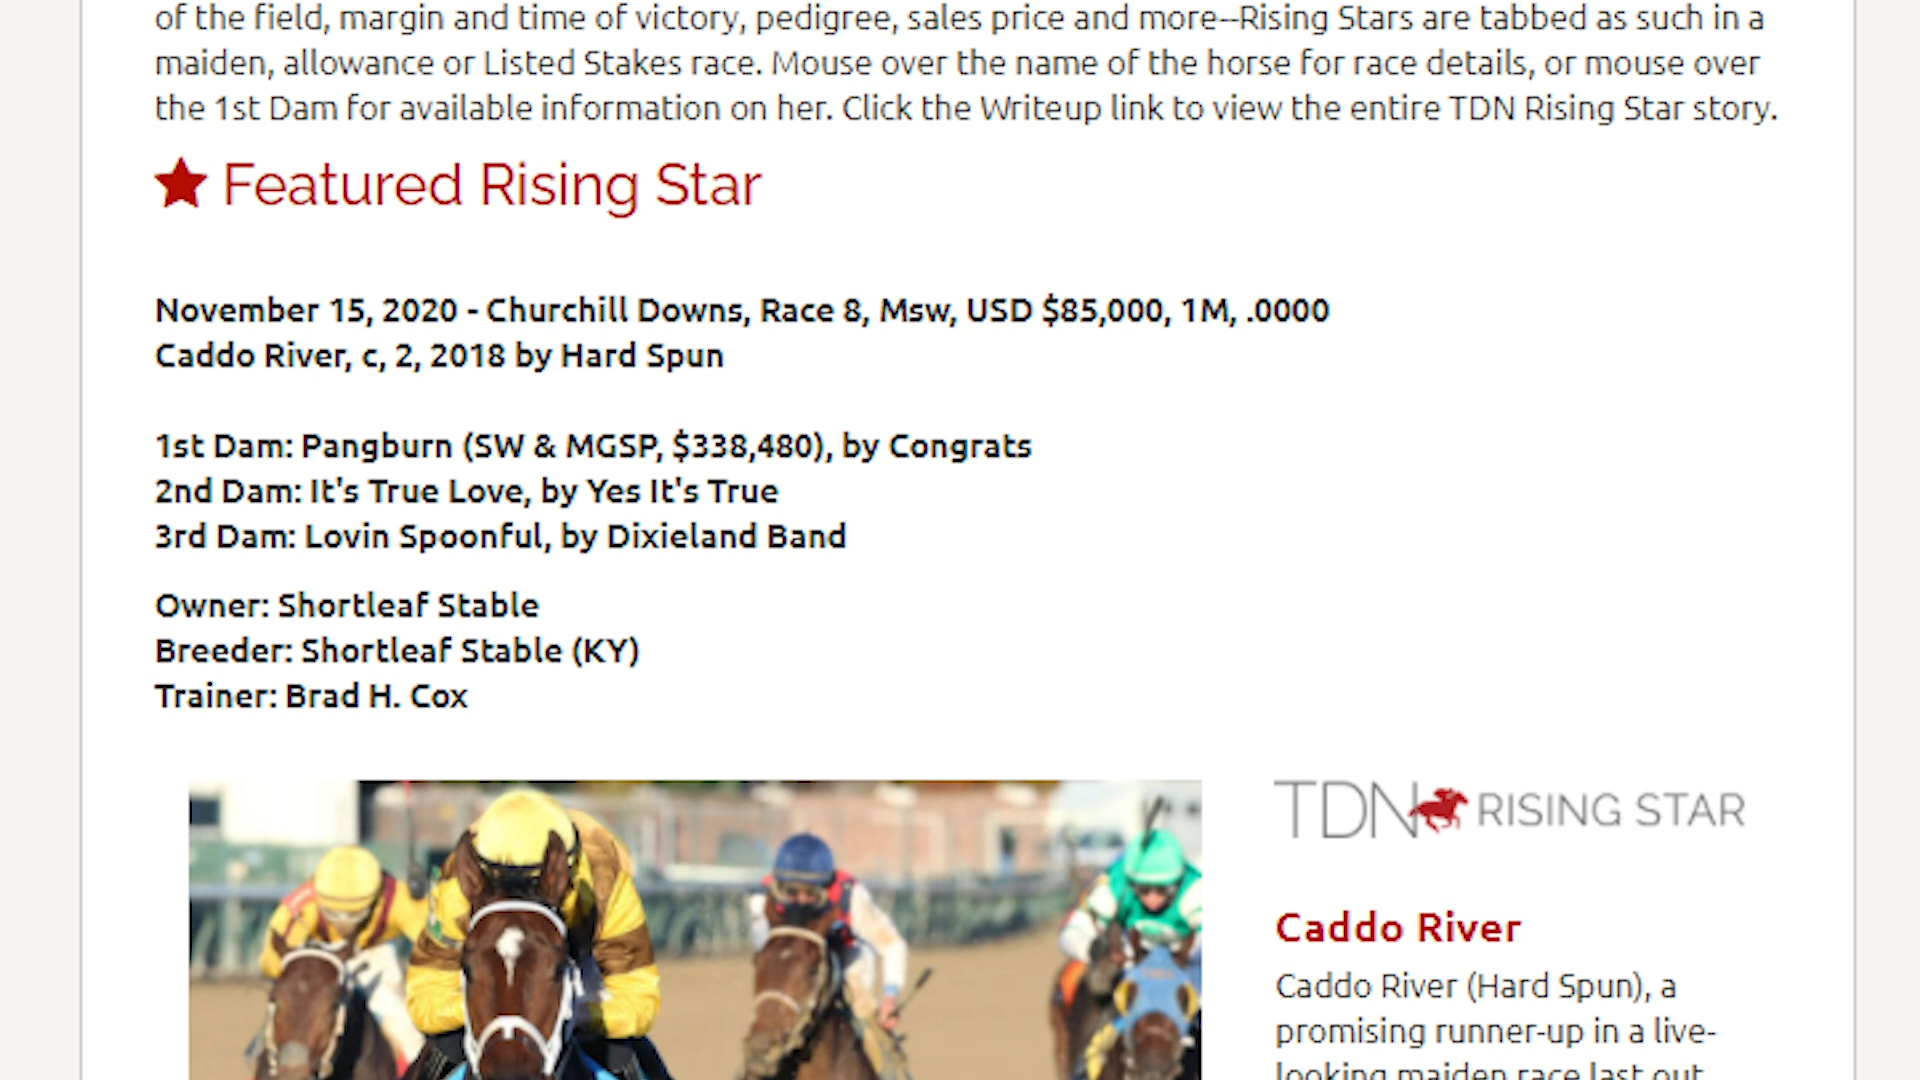 of the field, margin and time of victory, pedigree, sales price and more--Rising Stars are tabbed as such in a
maiden, allowance or Listed Stakes race. Mouse over the name of the horse for race details, or mouse over
the 1st Dam for available information on her. Click the Writeup link to view the entire TDN Rising Star story.
Featured Rising Star
November 15, 2020 - Churchill Downs, Race 8, Msw, USD $85,000, 1M, .0000
Caddo River, c, 2, 2018 by Hard Spun
1st Dam: Pangburn (SW & MGSP, $338,480), by Congrats
2nd Dam: It's True Love, by Yes It's True
3rd Dam: Lovin Spoonful, by Dixieland Band
Owner: Shortleaf Stable
Breeder: Shortleaf Stable (KY)
Trainer: Brad H. Cox
TDN RISING STAR
Caddo River
Caddo River (Hard Spun), a
promising runner-up in a live-
looking maiden race last out